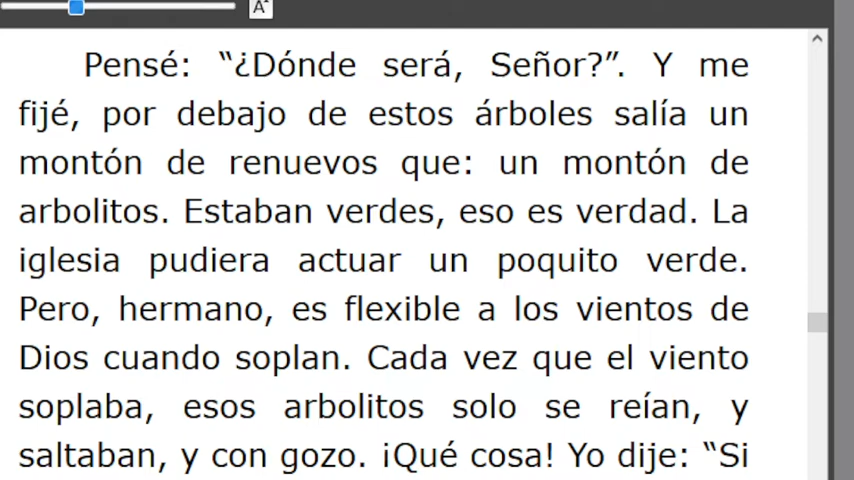 A
Pensé: “¿Dónde será, Señor?”. Y me
fijé, por debajo de estos árboles salía un
montón de renuevos que: un montón de
arbolitos. Estaban verdes, eso es verdad. La
iglesia pudiera actuar un poquito verde.
Pero, hermano, es flexible a los vientos de
Dios cuando soplan. Cada vez que el viento
soplaba, esos arbolitos solo se reían, y
saltaban, y con gozo. ¡Qué cosa! Yo dije: “Si